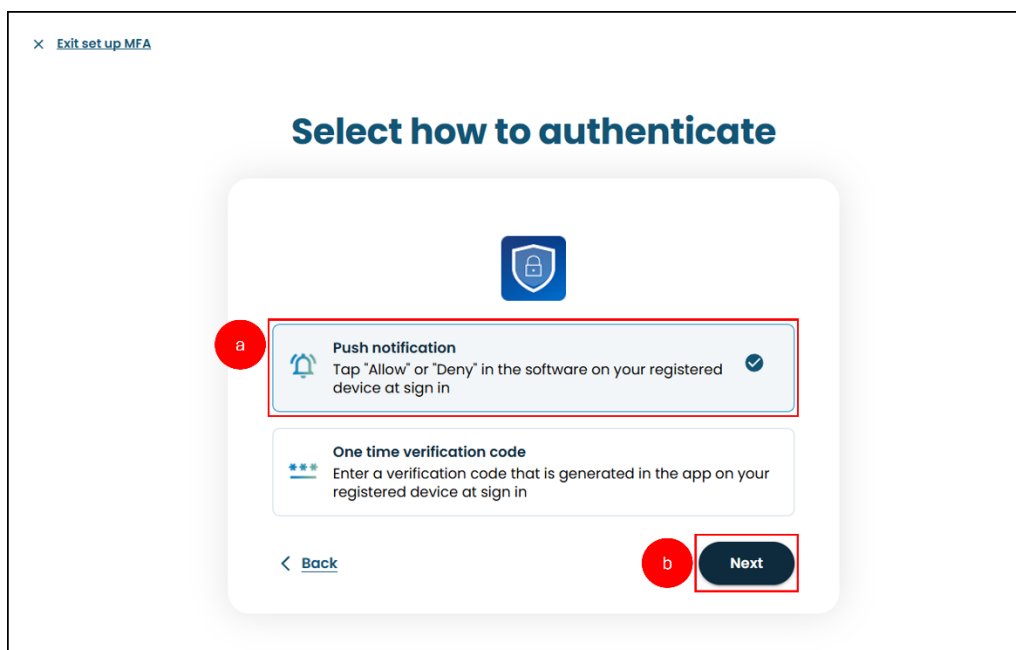 Exit set up MFA
Select how to authenticate
a
Push notification
Tap "Allow" or "Deny" in the software on your registered
device at sign in
One time verification code
***
Enter a verification code that is generated in the app on your
registered device at sign in
Back
b
Next